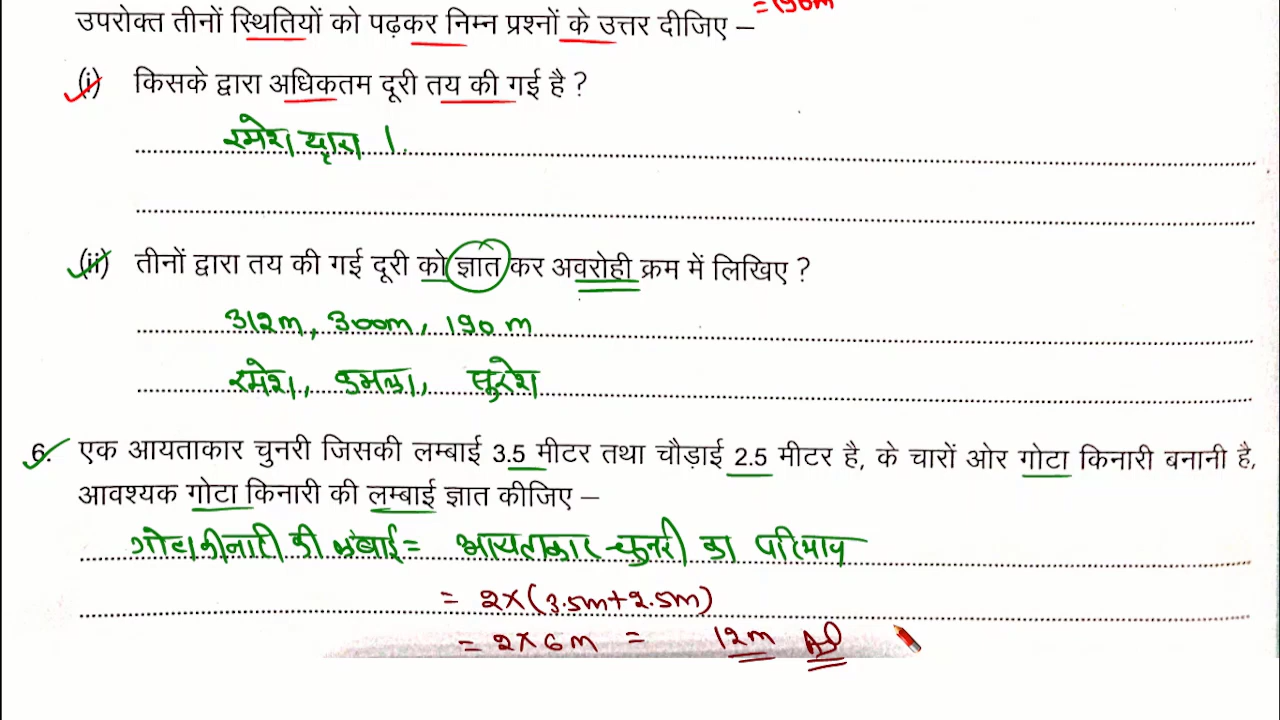 = 190m
उपरोक्त तीनों स्थितियों को पढ़कर निम्न प्रश्नों के उत्तर दीजिए –
(i) किसके द्वारा अधिकतम दूरी तय की गई है ?
रमेश द्वारा ।
(ii) तीनों द्वारा तय की गई दूरी को ज्ञात कर अवरोही क्रम में लिखिए ?
312m, 300m, 190 m
रमेश, कमला, सुरेश
6. एक आयताकार चुनरी जिसकी लम्बाई 3.5 मीटर तथा चौड़ाई 2.5 मीटर है, के चारों ओर गोटा किनारी बनानी है,
आवश्यक गोटा किनारी की लम्बाई ज्ञात कीजिए –
गोटा कीनारी की लंबाई = आयताकार चुनरी का परिमाप
= 2×(3.5m+2.5m)
= 2×6m = 12m